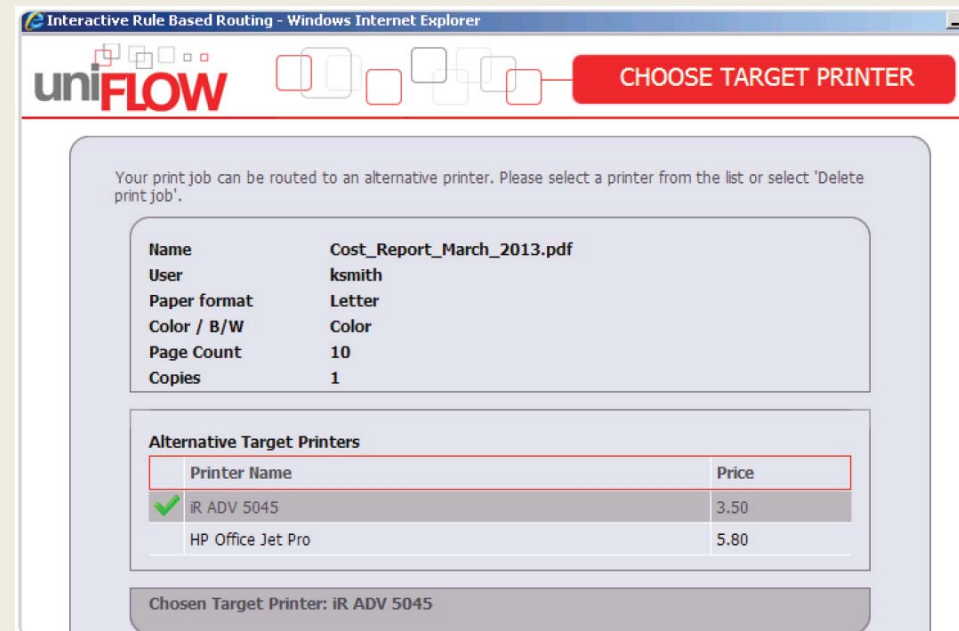 Interactive Rule Based Routing - Windows Internet Explorer
uniFLOW
CHOOSE TARGET PRINTER
Your print job can be routed to an alternative printer. Please select a printer from the list or select 'Delete
print job'.
Name Cost_Report_March_2013.pdf
User ksmith
Paper format Letter
Color / B/W Color
Page Count 10
Copies 1
Alternative Target Printers
Printer Name Price
iR ADV 5045 3.50
HP Office Jet Pro 5.80
Chosen Target Printer: iR ADV 5045